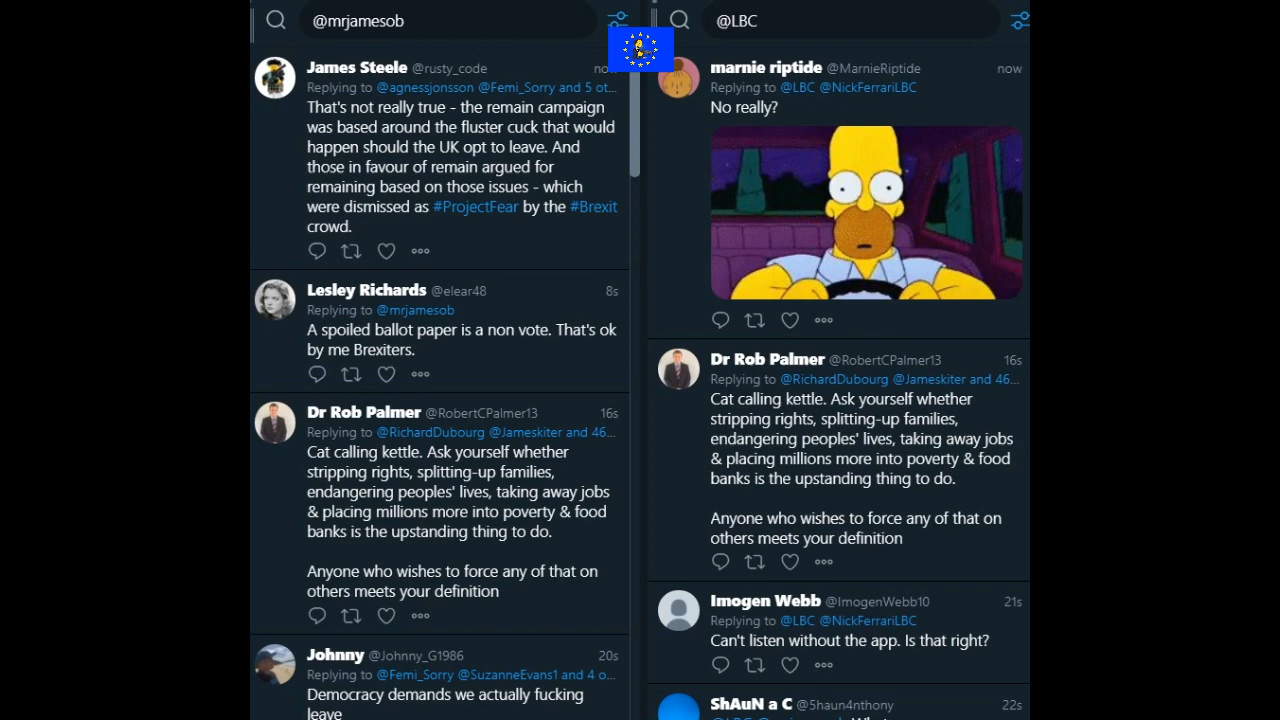 @mrjamesob
James Steele @rusty_code now
Replying to @agnessjonsson @Femi_Sorry and 5 ot...
That's not really true - the remain campaign
was based around the fluster cuck that would
happen should the UK opt to leave. And
those in favour of remain argued for
remaining based on those issues - which
were dismissed as #ProjectFear by the #Brexit
crowd.
Lesley Richards @elear48 8s
Replying to @mrjamesob
A spoiled ballot paper is a non vote. That's ok
by me Brexiters.
Dr Rob Palmer @RobertCPalmer13 16s
Replying to @RichardDubourg @Jameskiter and 46...
Cat calling kettle. Ask yourself whether
stripping rights, splitting-up families,
endangering peoples' lives, taking away jobs
& placing millions more into poverty & food
banks is the upstanding thing to do.
Anyone who wishes to force any of that on
others meets your definition
Johnny @Johnny_G1986 20s
Replying to @Femi_Sorry @SuzanneEvans1 and 4 o...
Democracy demands we actually fucking
leave
@LBC
marnie riptide @MarnieRiptide now
Replying to @LBC @NickFerrariLBC
No really?
Dr Rob Palmer @RobertCPalmer13 16s
Replying to @RichardDubourg @Jameskiter and 46...
Cat calling kettle. Ask yourself whether
stripping rights, splitting-up families,
endangering peoples' lives, taking away jobs
& placing millions more into poverty & food
banks is the upstanding thing to do.
Anyone who wishes to force any of that on
others meets your definition
Imogen Webb @ImogenWebb10 21s
Replying to @LBC @NickFerrariLBC
Can't listen without the app. Is that right?
ShAuN a C @5haun4nthony 22s